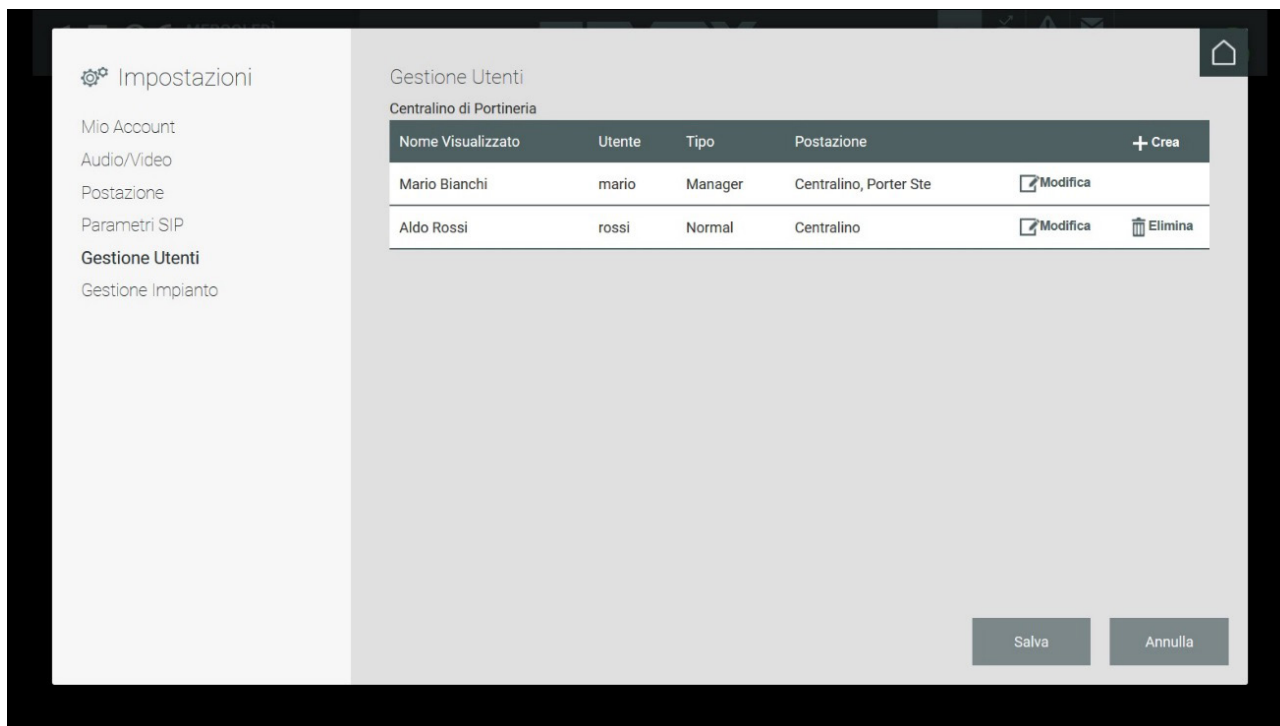 Impostazioni
Mio Account
Audio/Video
Postazione
Parametri SIP
Gestione Utenti
Gestione Impianto
Gestione Utenti
Centralino di Portineria
Nome Visualizzato Utente Tipo Postazione + Crea
Mario Bianchi mario Manager Centralino, Porter Ste Modifica
Aldo Rossi rossi Normal Centralino Modifica Elimina
Salva Annulla